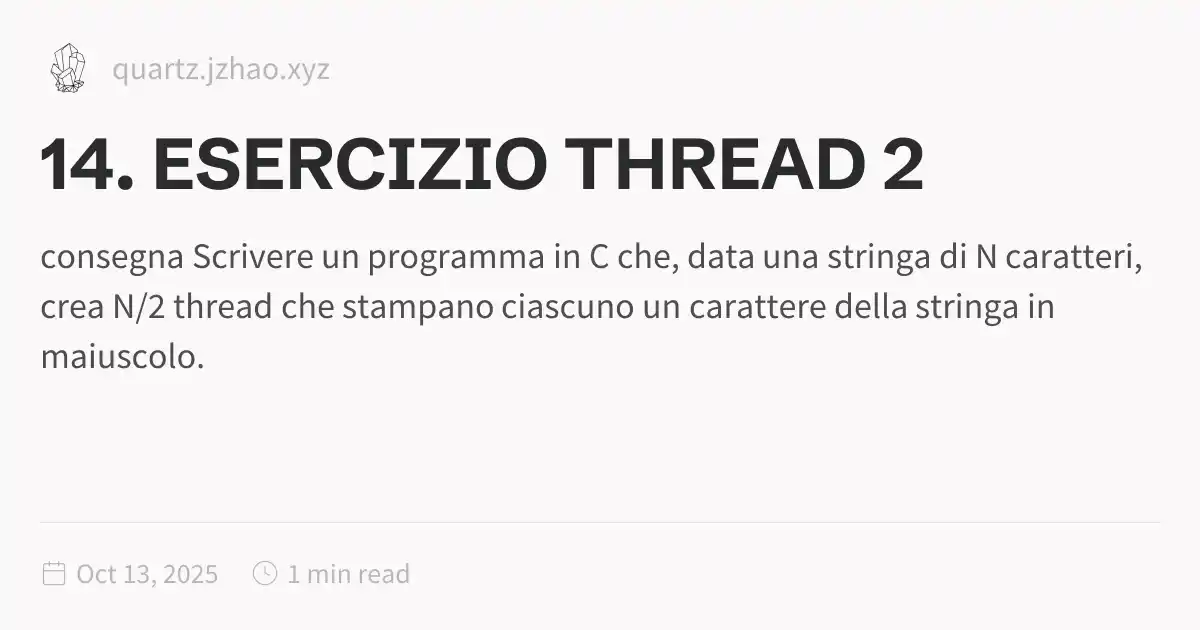 quartz.jzhao.xyz
14. ESERCIZIO THREAD 2
consegna Scrivere un programma in C che, data una stringa di N caratteri,
crea N/2 thread che stampano ciascuno un carattere della stringa in
maiuscolo.
Oct 13, 2025 1 min read